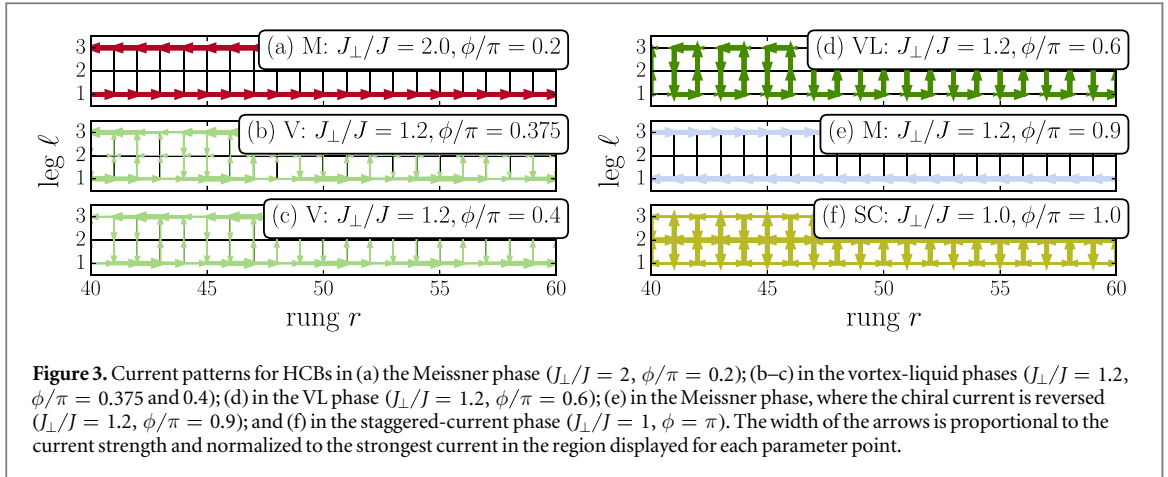 3
2
1
(a) M: J⊥/J = 2.0, ϕ/π = 0.2
3
2
1
(b) V: J⊥/J = 1.2, ϕ/π = 0.375
3
2
1
(c) V: J⊥/J = 1.2, ϕ/π = 0.4
leg ℓ
40 45 50 55 60
rung r
3
2
1
(d) VL: J⊥/J = 1.2, ϕ/π = 0.6
3
2
1
(e) M: J⊥/J = 1.2, ϕ/π = 0.9
3
2
1
(f) SC: J⊥/J = 1.0, ϕ/π = 1.0
leg ℓ
40 45 50 55 60
rung r
Figure 3. Current patterns for HCBs in (a) the Meissner phase (J⊥/J = 2, ϕ/π = 0.2); (b–c) in the vortex-liquid phases (J⊥/J = 1.2,
ϕ/π = 0.375 and 0.4); (d) in the VL phase (J⊥/J = 1.2, ϕ/π = 0.6); (e) in the Meissner phase, where the chiral current is reversed
(J⊥/J = 1.2, ϕ/π = 0.9); and (f) in the staggered-current phase (J⊥/J = 1, ϕ = π). The width of the arrows is proportional to the
current strength and normalized to the strongest current in the region displayed for each parameter point.